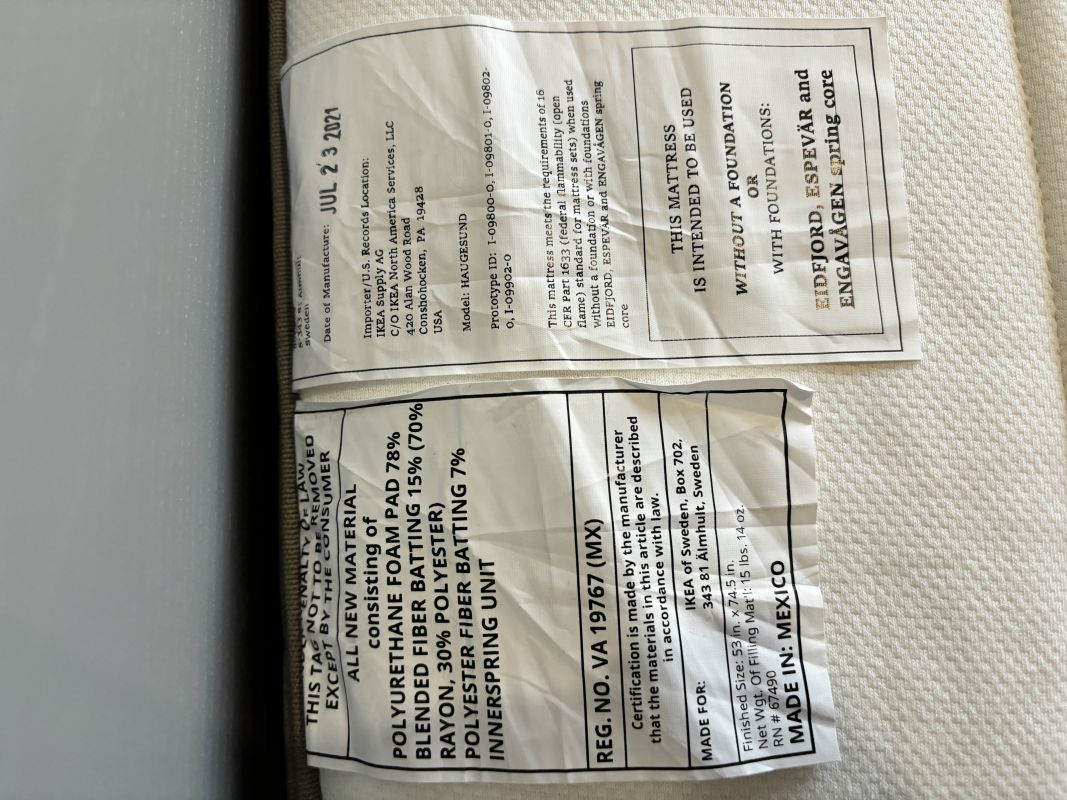 PENALTY OF LAW
THIS TAG NOT TO BE REMOVED
EXCEPT BY THE CONSUMER
ALL NEW MATERIAL
consisting of
POLYURETHANE FOAM PAD 78%
BLENDED FIBER BATTING 15% (70%
RAYON, 30% POLYESTER)
POLYESTER FIBER BATTING 7%
INNERSPRING UNIT
REG. NO. VA 19767 (MX)
Certification is made by the manufacturer
that the materials in this article are described
in accordance with law.
MADE FOR: IKEA of Sweden, Box 702,
343 81 Älmhult, Sweden
Finished Size: 53 in. x 74.5 in.
Net Wgt. Of Filling Mat'l: 15 lbs. 14 oz.
RN # 67490
MADE IN: MEXICO
Sweden
Date of Manufacture: JUL 23 2021
Importer/U.S. Records Location:
IKEA Supply AG
C/O IKEA North America Services, LLC
420 Alan Wood Road
Conshohocken, PA 19428
USA
Model: HAUGESUND
Prototype ID: I-09800-0, I-09801-0, I-09802-
0, I-09902-0
This mattress meets the requirements of 16
CFR Part 1633 (federal flammability (open
flame) standard for mattress sets) when used
without a foundation or with foundations
EIDFJORD, ESPEVÄR and ENGAVÅGEN spring
core
THIS MATTRESS
IS INTENDED TO BE USED
WITHOUT A FOUNDATION
OR
WITH FOUNDATIONS:
EIDFJORD, ESPEVÄR and
ENGAVÅGEN spring core